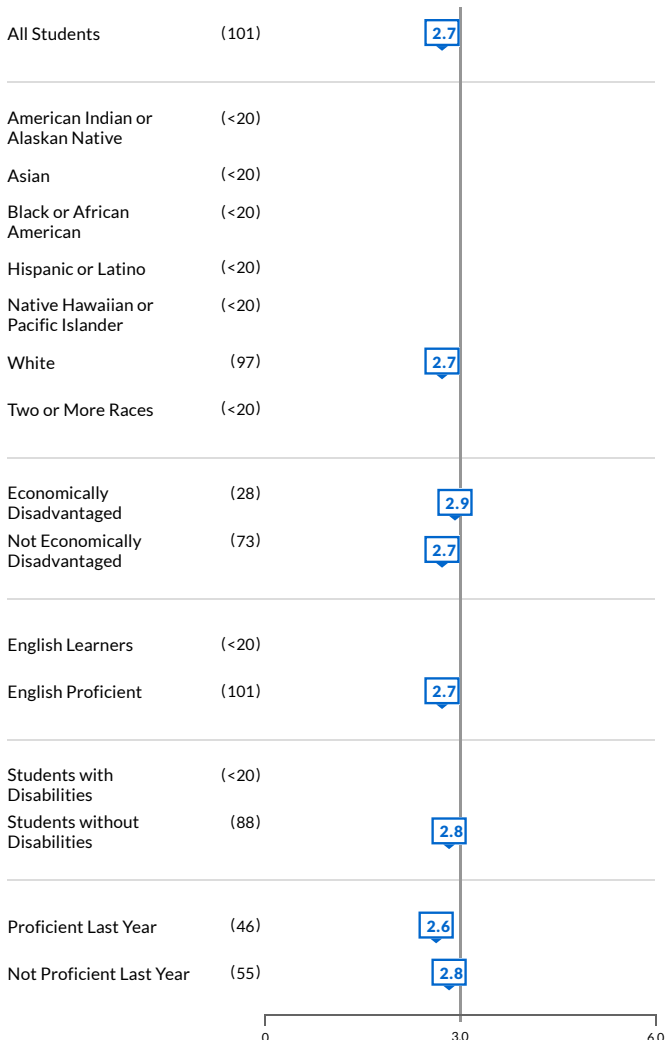 All Students (101) 2.7
American Indian or (<20)
Alaskan Native
Asian (<20)
Black or African (<20)
American
Hispanic or Latino (<20)
Native Hawaiian or (<20)
Pacific Islander
White (97) 2.7
Two or More Races (<20)
Economically (28) 2.9
Disadvantaged
Not Economically (73) 2.7
Disadvantaged
English Learners (<20)
English Proficient (101) 2.7
Students with (<20)
Disabilities
Students without (88) 2.8
Disabilities
Proficient Last Year (46) 2.6
Not Proficient Last Year (55) 2.8
0 3.0 6.0